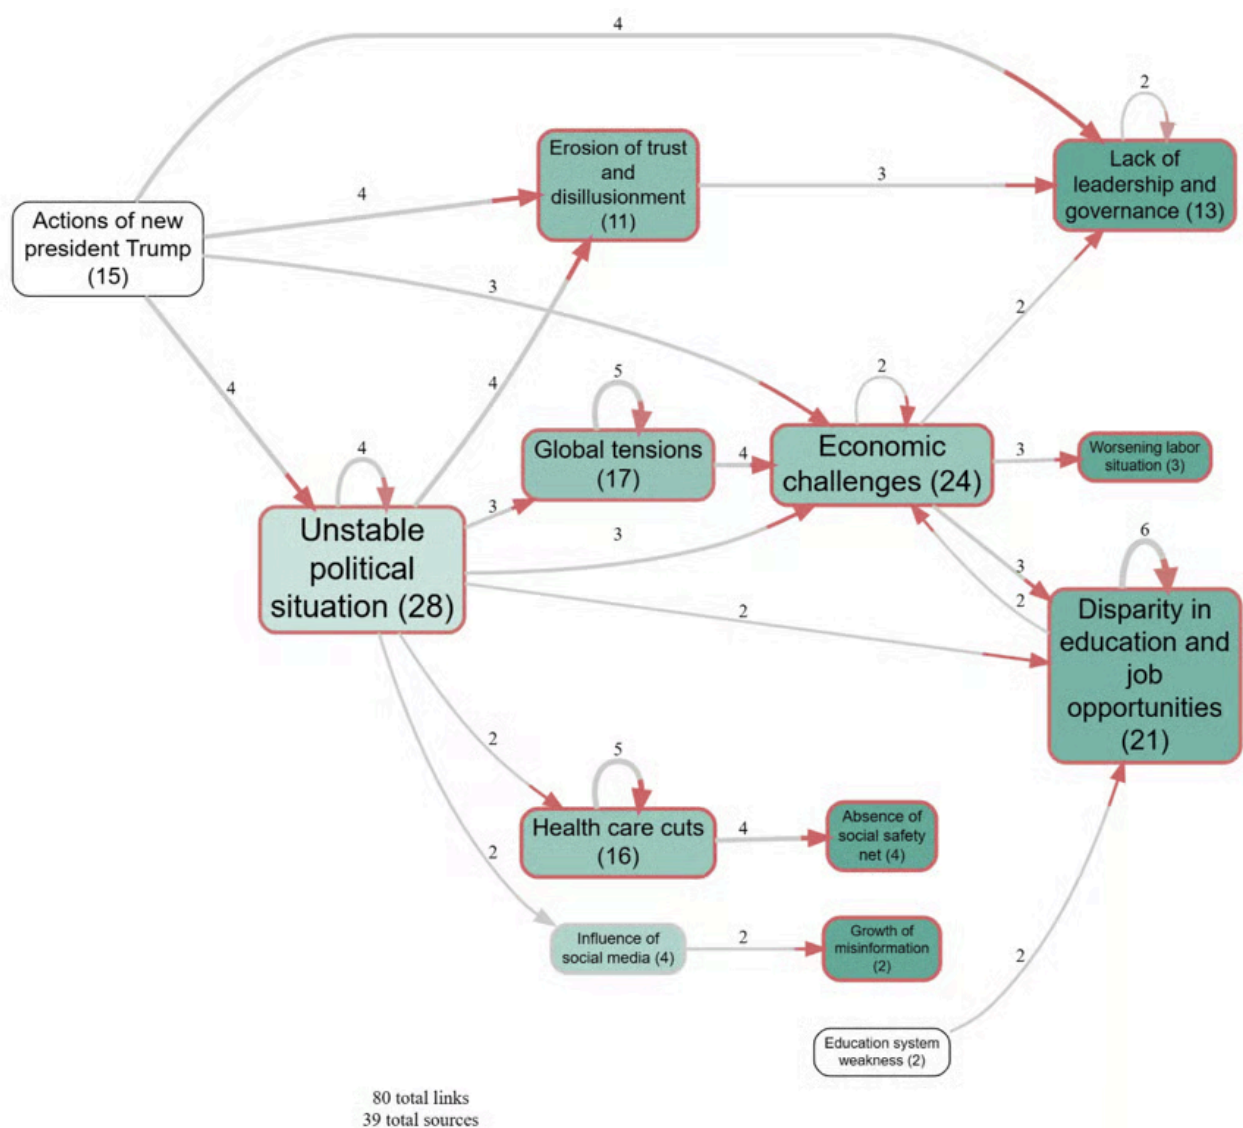 4
2
Erosion of trust
and
disillusionment
(11)
Lack of
leadership and
governance (13)
3
4
Actions of new
president Trump
(15)
3
2
4
4
5
2
4
Global tensions
(17)
4
Economic
challenges (24)
3
Worsening labor
situation (3)
3
Unstable
political
situation (28)
3
6
3
2
2
Disparity in
education and
job
opportunities
(21)
2
5
Health care cuts
(16)
4
Absence of
social safety
net (4)
2
Influence of
social media (4)
2
Growth of
misinformation
(2)
2
Education system
weakness (2)
80 total links
39 total sources